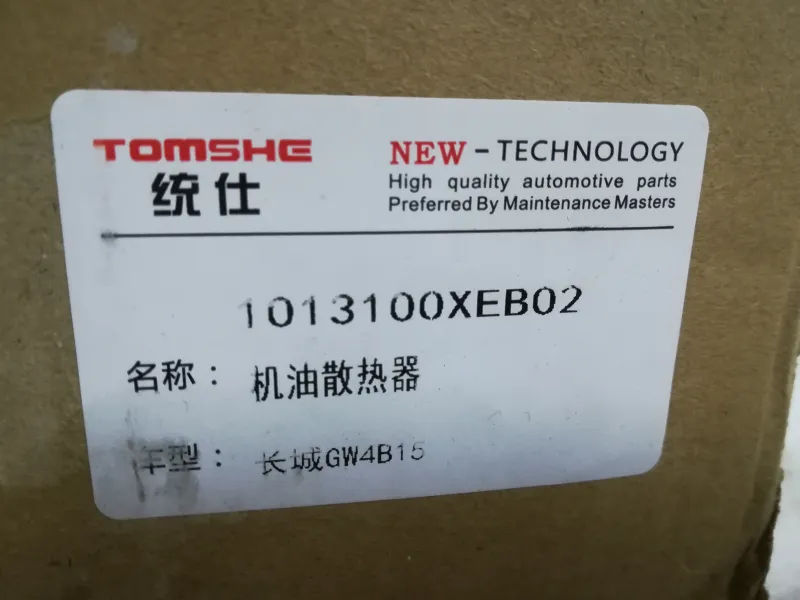 TOMSHE
统仕
NEW - TECHNOLOGY
High quality automotive parts
Preferred By Maintenance Masters
1013100XEB02
名称：机油散热器
车型：长城GW4B15